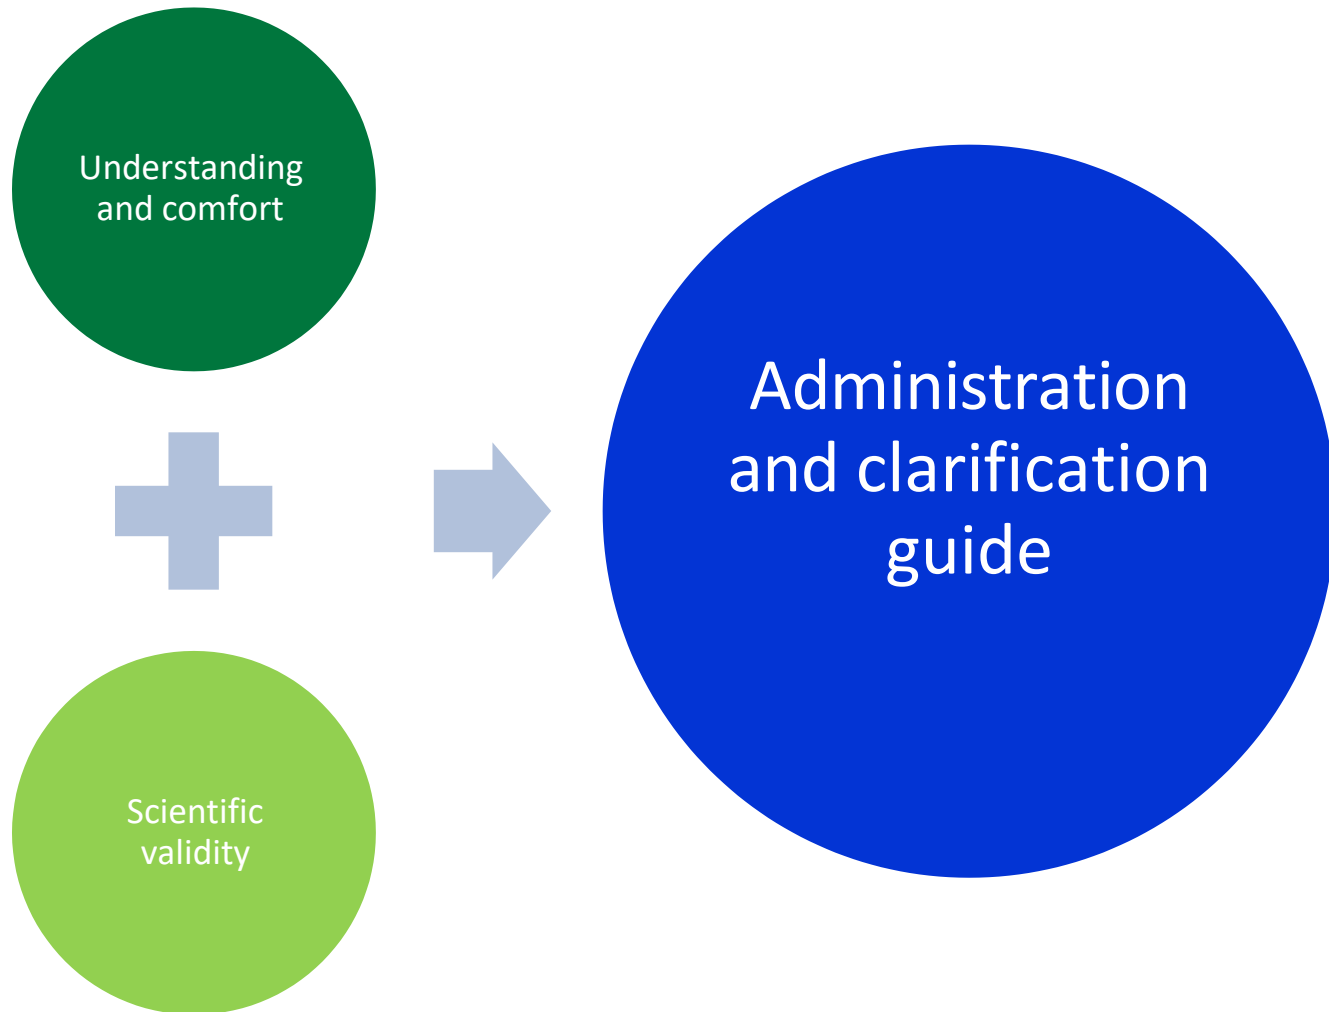 Understanding
and comfort
Administration
and clarification
guide
Scientific
validity